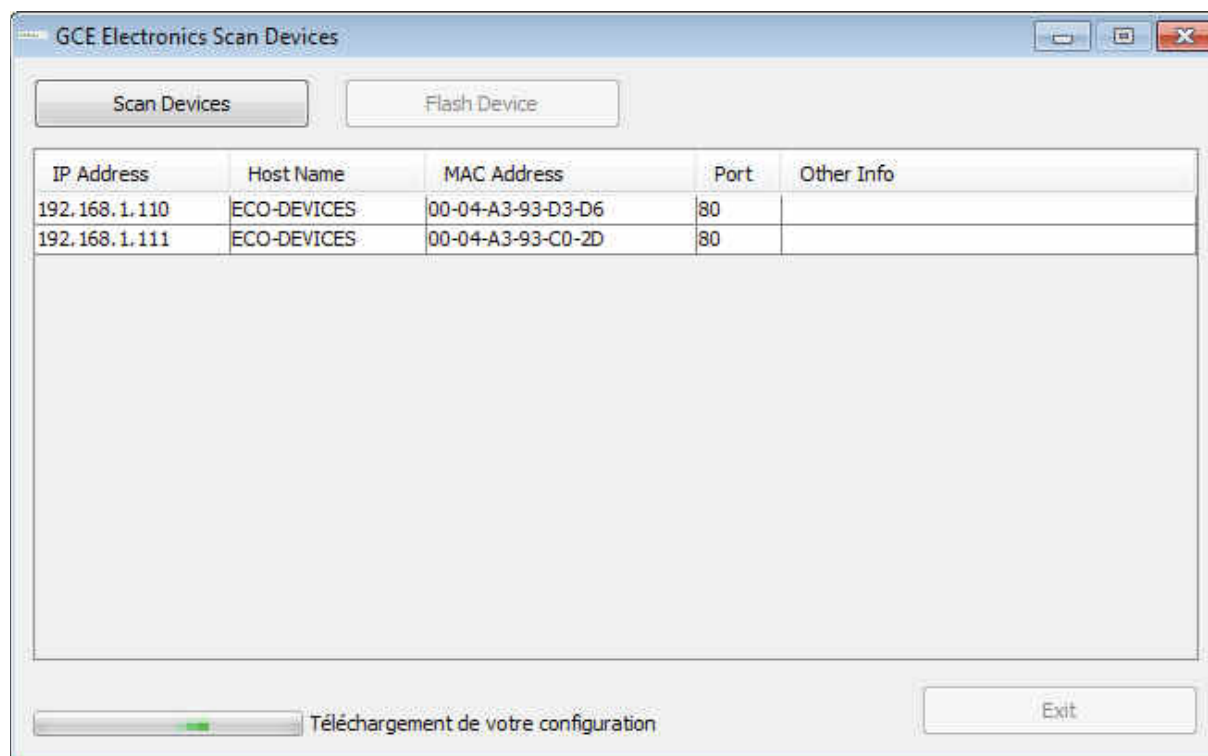 GCE Electronics Scan Devices
Scan Devices Flash Device
IP Address Host Name MAC Address Port Other Info
192.168.1.110 ECO-DEVICES 00-04-A3-93-D3-D6 80
192.168.1.111 ECO-DEVICES 00-04-A3-93-C0-2D 80
Téléchargement de votre configuration
Exit